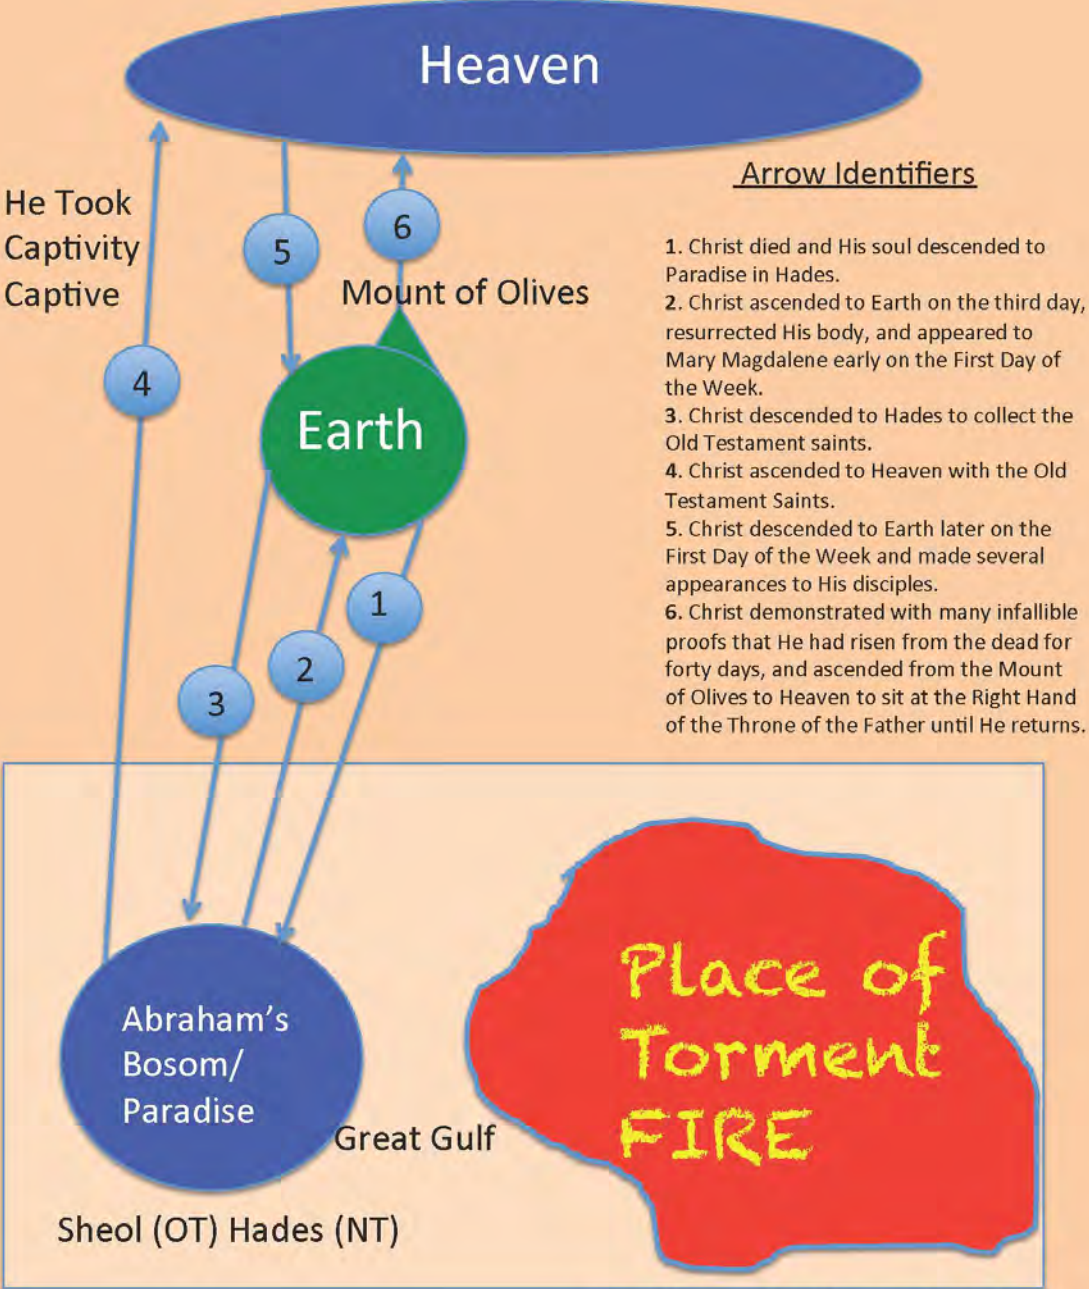 Heaven
He Took
Captivity
Captive
5
6
Mount of Olives
4
Earth
1
2
3
Arrow Identifiers
1. Christ died and His soul descended to
Paradise in Hades.
2. Christ ascended to Earth on the third day,
resurrected His body, and appeared to
Mary Magdalene early on the First Day of
the Week.
3. Christ descended to Hades to collect the
Old Testament saints.
4. Christ ascended to Heaven with the Old
Testament Saints.
5. Christ descended to Earth later on the
First Day of the Week and made several
appearances to His disciples.
6. Christ demonstrated with many infallible
proofs that He had risen from the dead for
forty days, and ascended from the Mount
of Olives to Heaven to sit at the Right Hand
of the Throne of the Father until He returns.
Abraham's
Bosom/
Paradise
Great Gulf
Place of
Torment
FIRE
Sheol (OT) Hades (NT)